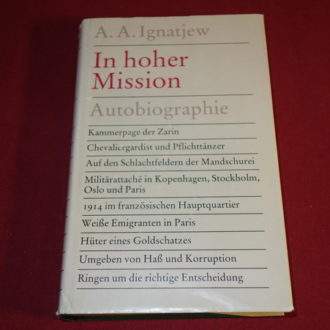 A. A. Ignatjew
In hoher
Mission
Autobiographie
Kammerpage der Zarin
Chevaliergardist und Pflichttänzer
Auf den Schlachtfeldern der Mandschurei
Militärattaché in Kopenhagen, Stockholm,
Oslo und Paris
1914 im französischen Hauptquartier
Weiße Emigranten in Paris
Hüter eines Goldschatzes
Umgeben von Haß und Korruption
Ringen um die richtige Entscheidung